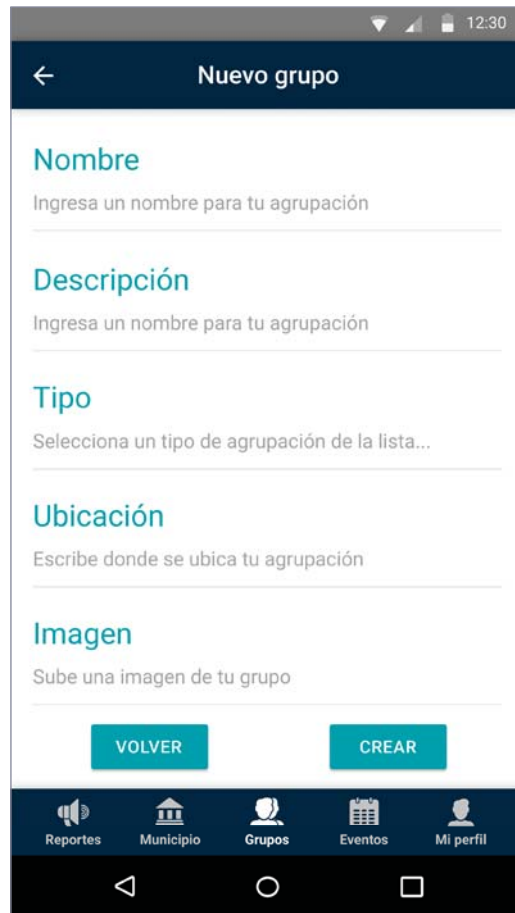 12:30
Nuevo grupo
Nombre
Ingresa un nombre para tu agrupación
Descripción
Ingresa un nombre para tu agrupación
Tipo
Selecciona un tipo de agrupación de la lista...
Ubicación
Escribe donde se ubica tu agrupación
Imagen
Sube una imagen de tu grupo
VOLVER CREAR
Reportes Municipio Grupos Eventos Mi perfil